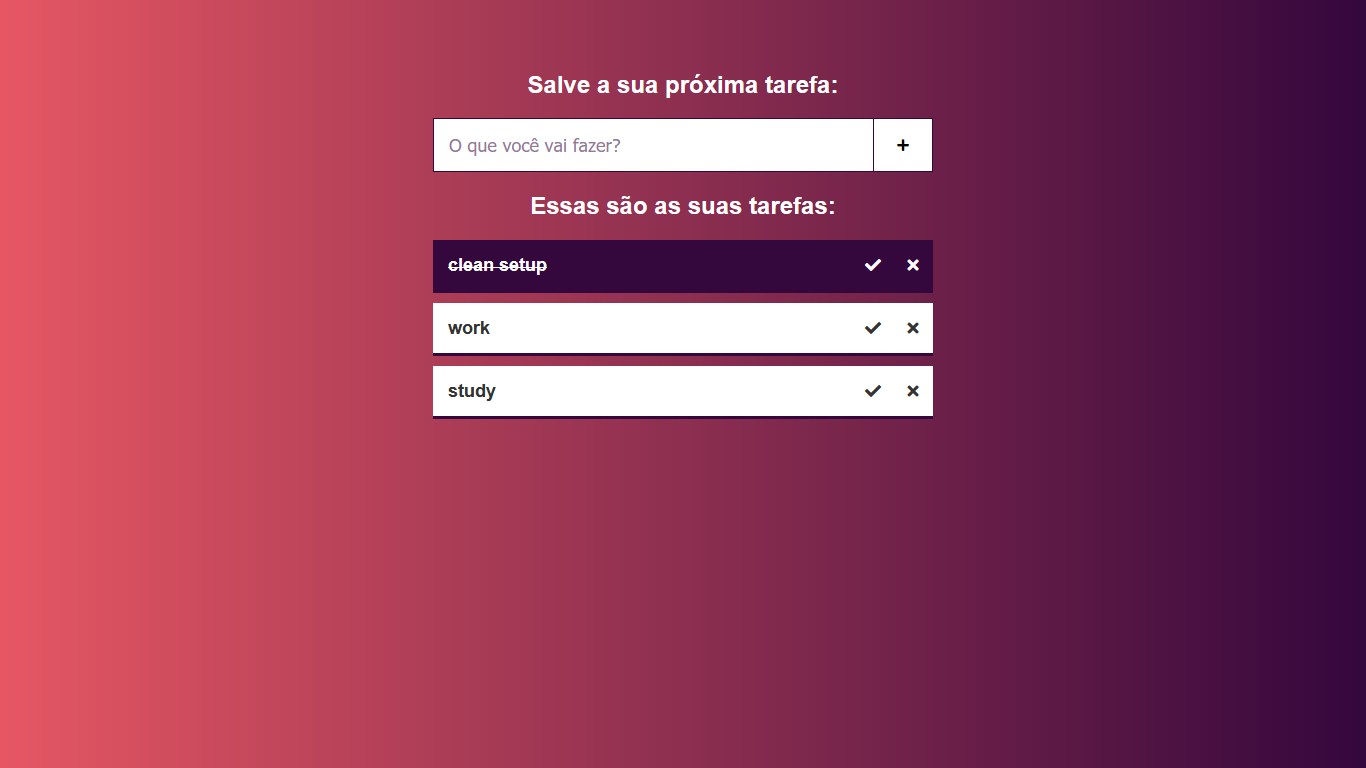 Salve a sua próxima tarefa:
O que você vai fazer?
Essas são as suas tarefas:
clean setup
work
study